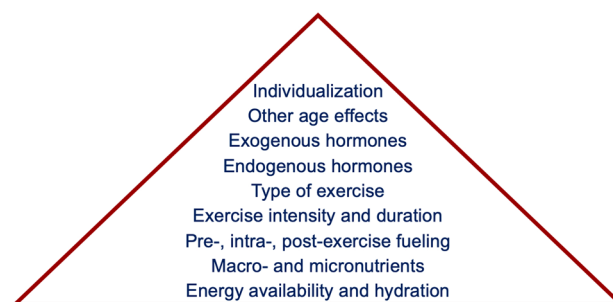 Individualization
Other age effects
Exogenous hormones
Endogenous hormones
Type of exercise
Exercise intensity and duration
Pre-, intra-, post-exercise fueling
Macro- and micronutrients
Energy availability and hydration